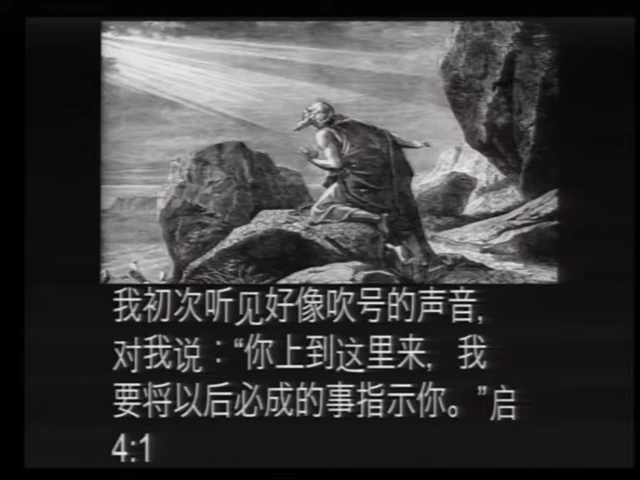 我初次听见好像吹号的声音,
对我说：“你上到这里来, 我
要将以后必成的事指示你。”启
4:1